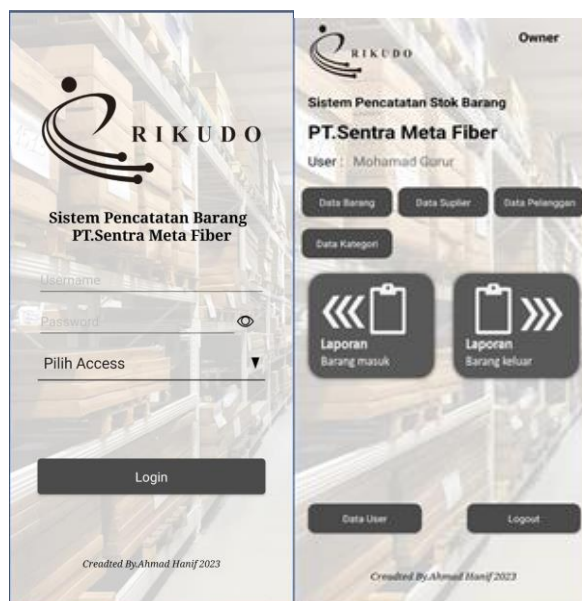 RIKUDO
Sistem Pencatatan Barang
PT.Sentra Meta Fiber
Username
Password
Pilih Access
Login
Creadted By.Ahmad Hanif 2023
RIKUDO
Owner
Sistem Pencatatan Stok Barang
PT.Sentra Meta Fiber
User : Mohamad Gurur
Data Barang
Data Suplier
Data Pelanggan
Data Kategori
Laporan
Barang masuk
Laporan
Barang keluar
Data User
Logout
Creadted By.Ahmad Hanif 2023